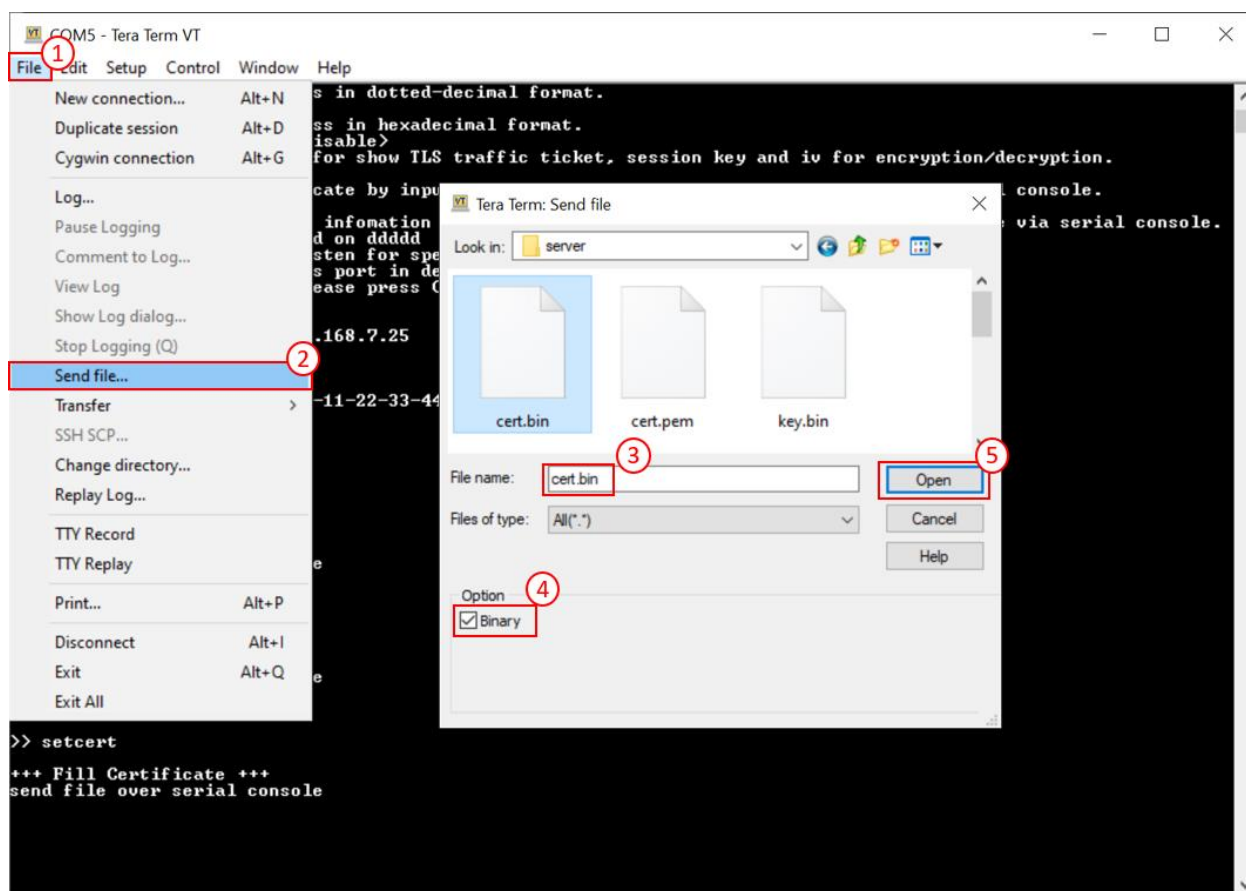 COM5 - Tera Term VT
1
File Edit Setup Control Window Help
New connection... Alt+N
Duplicate session Alt+D
Cygwin connection Alt+G
Log...
Pause Logging
Comment to Log...
View Log
Show Log dialog...
Stop Logging (Q)
2
Send file...
Transfer >
SSH SCP...
Change directory...
Replay Log...
TTY Record
TTY Replay
Print... Alt+P
Disconnect Alt+I
Exit Alt+Q
Exit All
s in dotted-decimal format.
ss in hexadecimal format.
isable>
for show TLS traffic ticket, session key and iv for encryption/decryption.
cate by inpu
console.
infomation
via serial console.
d on ddddd
sten for spe
s port in de
ease press C
.168.7.25
-11-22-33-44
e
e
Tera Term: Send file
Look in: server
cert.bin cert.pem key.bin
3
5
File name: cert.bin Open
Files of type: All(*.*) Cancel
Help
4
Option
Binary
>> setcert
+++ Fill Certificate +++
send file over serial console